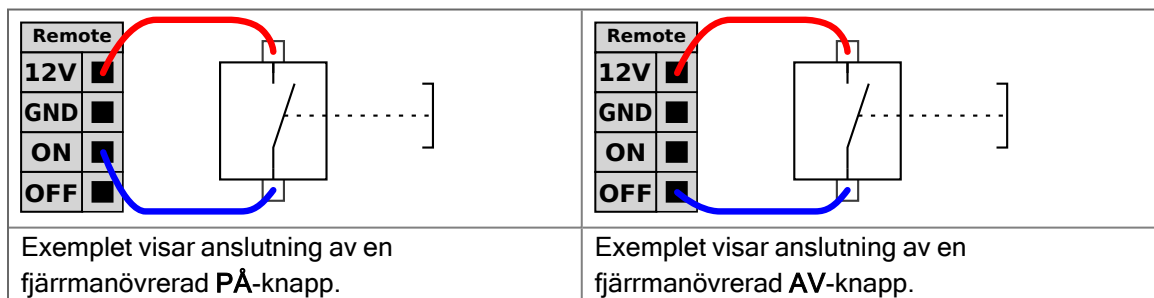 Remote
12V
GND
ON
OFF
Remote
12V
GND
ON
OFF
Exemplet visar anslutning av en
fjärrmanövrerad PÅ-knapp.
Exemplet visar anslutning av en
fjärrmanövrerad AV-knapp.